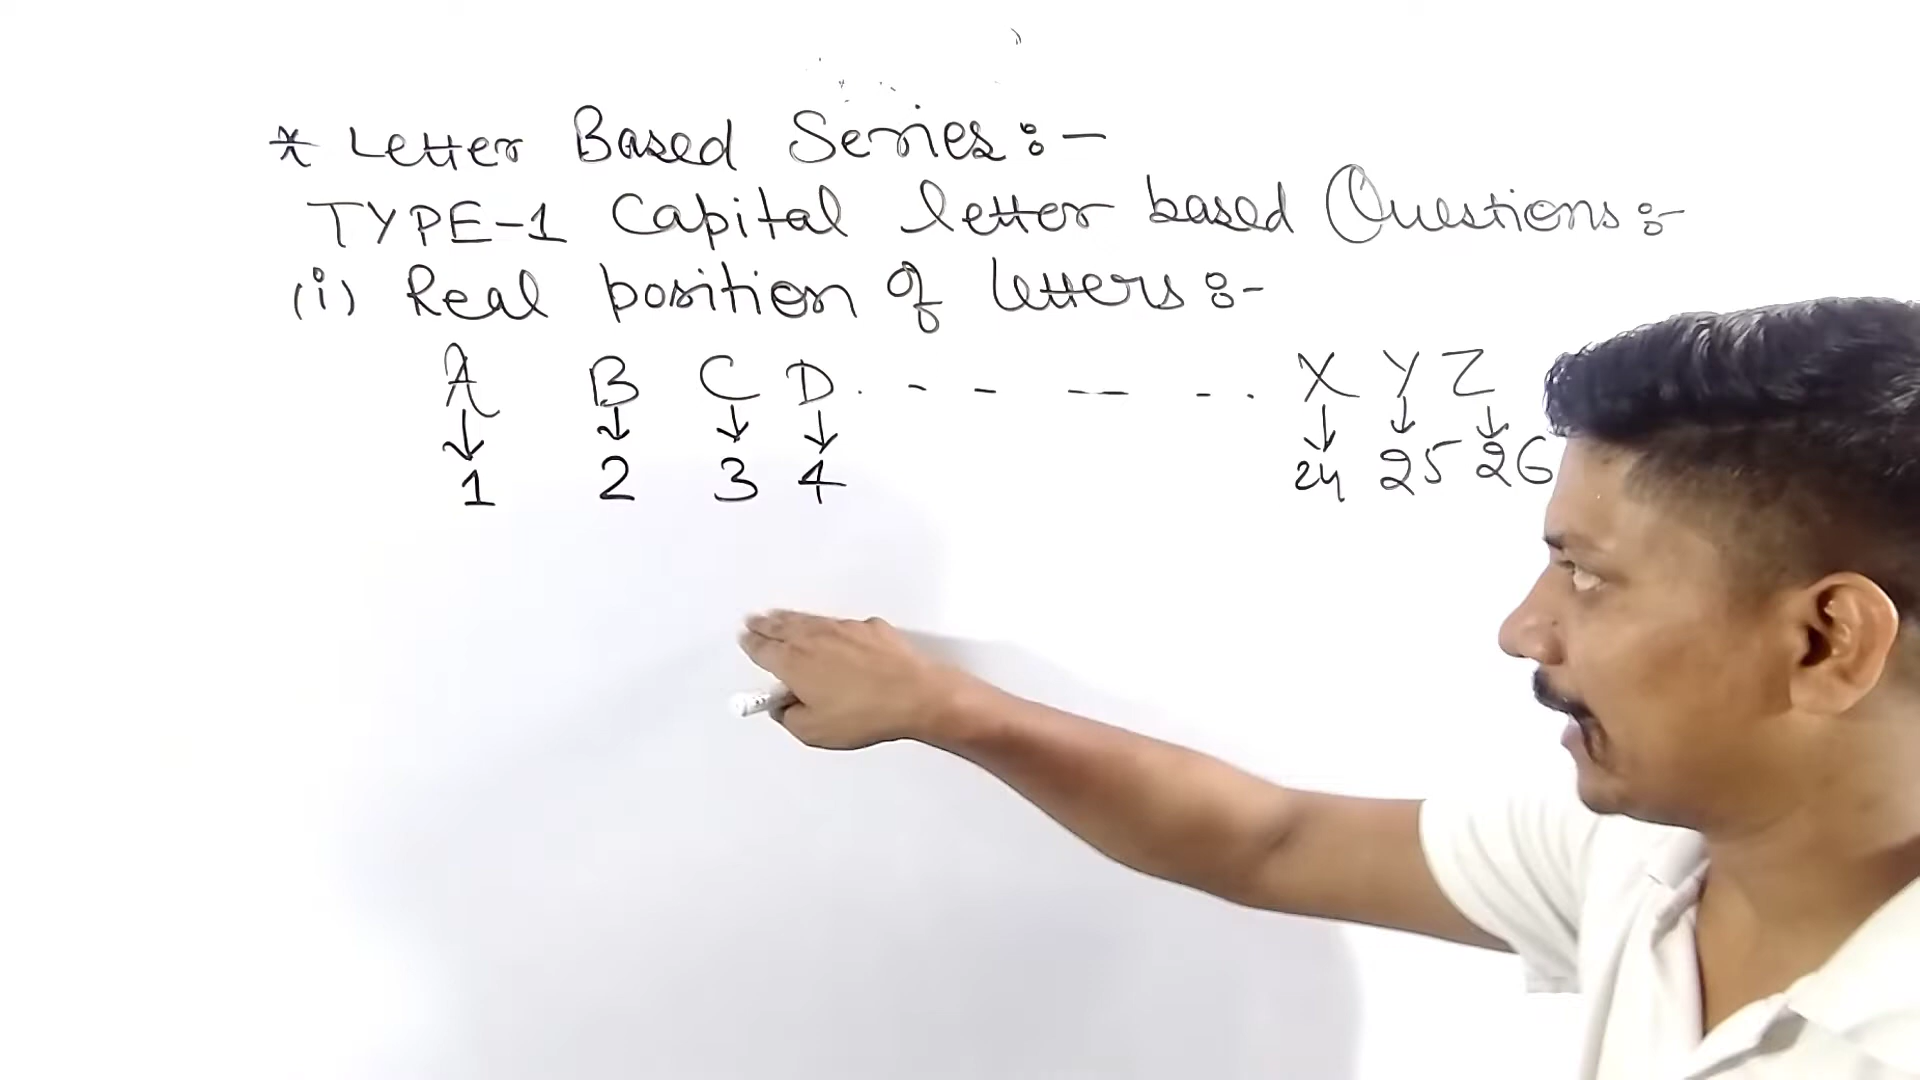 * Letter Based Series :-
TYPE-1 Capital letter based Questions :-
(i) Real position of letters :-
A B C D . - - - - . X Y Z
↓ ↓ ↓ ↓ ↓ ↓ ↓
1 2 3 4 24 25 26